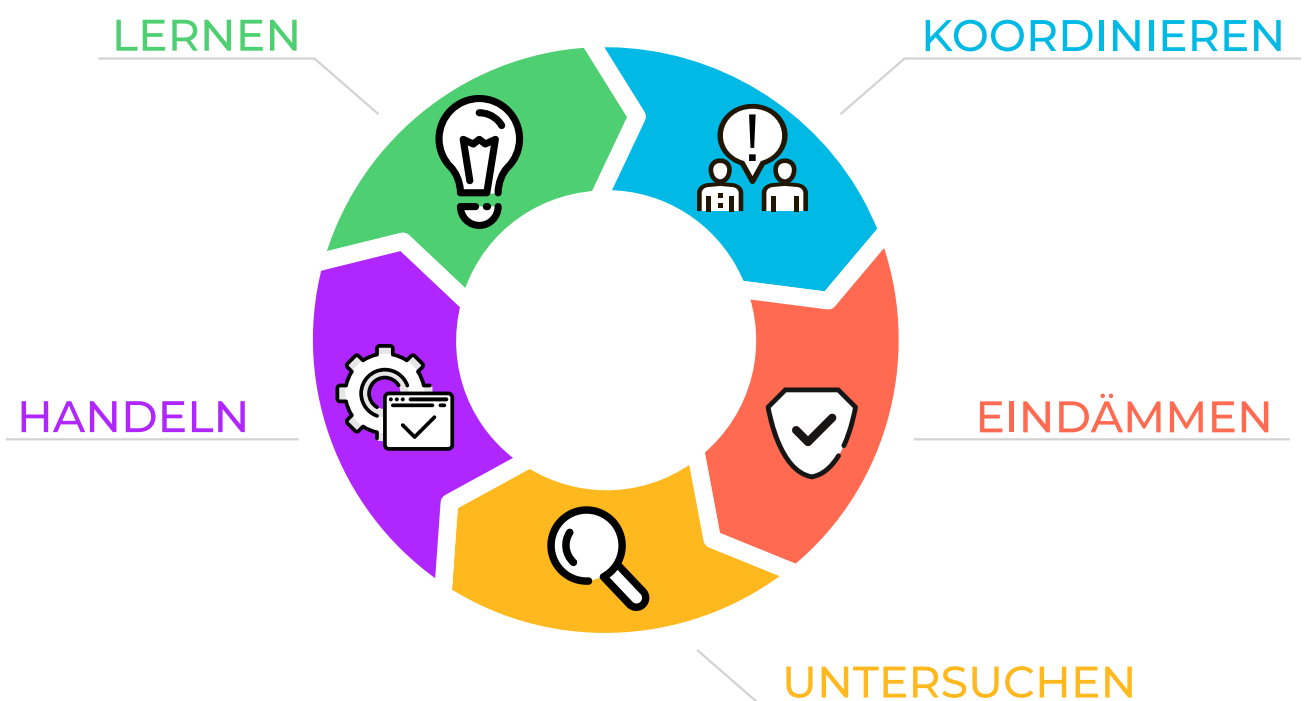 LERNEN
KOORDINIEREN
HANDELN
EINDÄMMEN
UNTERSUCHEN